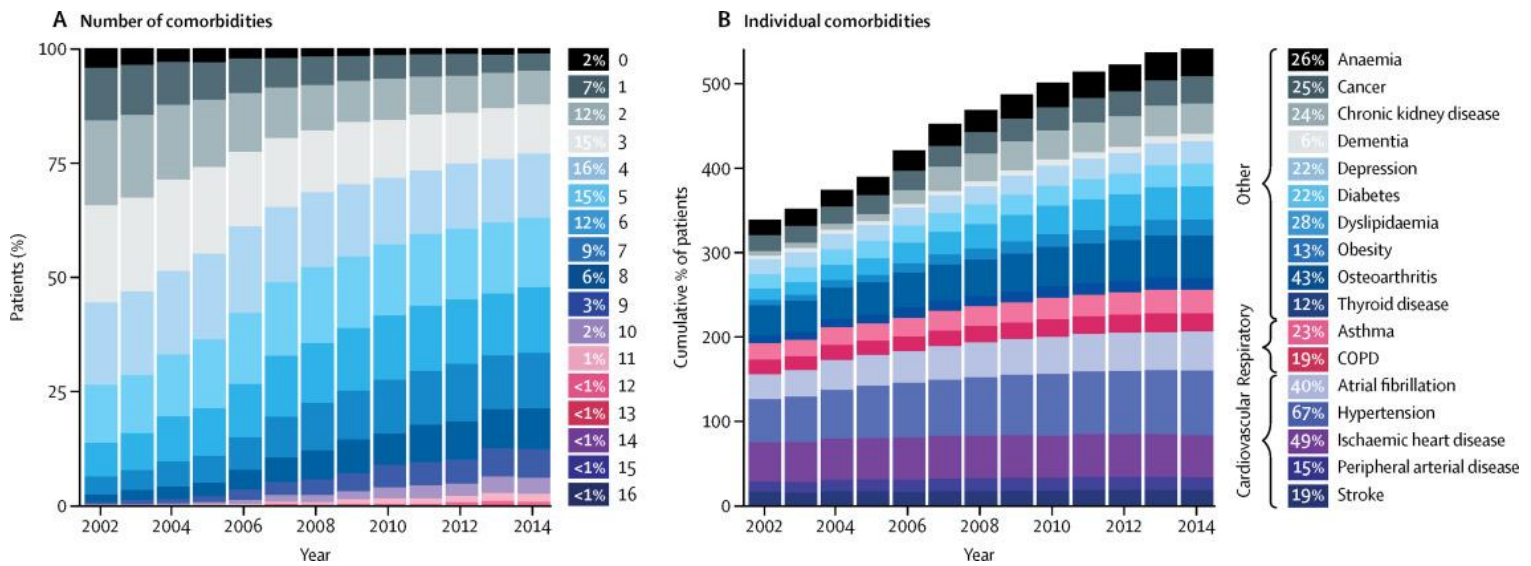 A Number of comorbidities
100
75
50
25
0
Patients (%)
2002 2004 2006 2008 2010 2012 2014
Year
2% 0
7% 1
12% 2
15% 3
16% 4
15% 5
12% 6
9% 7
6% 8
3% 9
2% 10
1% 11
<1% 12
<1% 13
<1% 14
<1% 15
<1% 16
B Individual comorbidities
500
400
300
200
100
0
Cumulative % of patients
2002 2004 2006 2008 2010 2012 2014
Year
Other
26% Anaemia
25% Cancer
24% Chronic kidney disease
6% Dementia
22% Depression
22% Diabetes
28% Dyslipidaemia
13% Obesity
43% Osteoarthritis
12% Thyroid disease
Respiratory
23% Asthma
19% COPD
Cardiovascular
40% Atrial fibrillation
67% Hypertension
49% Ischaemic heart disease
15% Peripheral arterial disease
19% Stroke